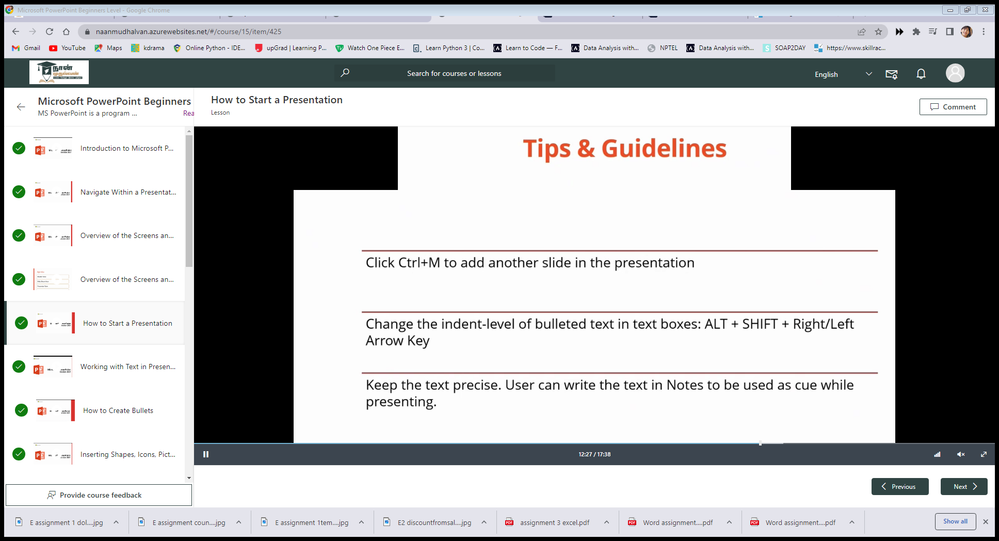 Microsoft PowerPoint Beginners Level - Google Chrome
naanmudhalvan.azurewebsites.net/#/course/15/item/425
Gmail YouTube Maps kdrama Online Python - IDE... upGrad | Learning P... Watch One Piece E... Learn Python 3 | Co... Learn to Code — F... Data Analysis with... NPTEL Data Analysis with... SOAP2DAY https://www.skillrac...
நான்
முதல்வன்
Search for courses or lessons
English
Microsoft PowerPoint Beginners
MS PowerPoint is a program ... Rea
How to Start a Presentation
Lesson
Comment
Introduction to Microsoft P...
Navigate Within a Presentat...
Overview of the Screens an...
Overview of the Screens an...
How to Start a Presentation
Working with Text in Presen...
How to Create Bullets
Inserting Shapes, Icons, Pict...
Provide course feedback
Tips & Guidelines
Click Ctrl+M to add another slide in the presentation
Change the indent-level of bulleted text in text boxes: ALT + SHIFT + Right/Left
Arrow Key
Keep the text precise. User can write the text in Notes to be used as cue while
presenting.
12:27 / 17:38
Previous Next
E assignment 1 dol....jpg E assignment coun....jpg E assignment 1tem....jpg E2 discountfromsal....jpg assignment 3 excel.pdf Word assignment....pdf Word assignment....pdf Show all